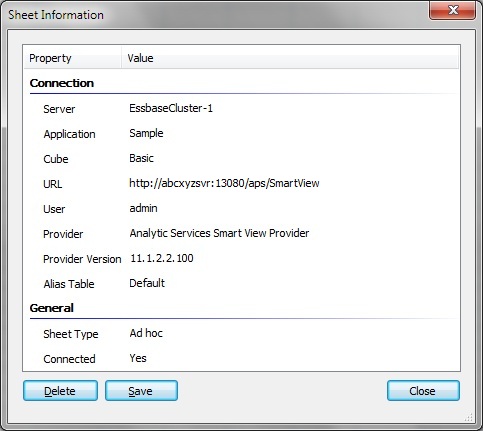 Sheet Information
Property Value
Connection
Server EssbaseCluster-1
Application Sample
Cube Basic
URL http://abcxyzsvr:13080/aps/SmartView
User admin
Provider Analytic Services Smart View Provider
Provider Version 11.1.2.2.100
Alias Table Default
General
Sheet Type Ad hoc
Connected Yes
Delete Save Close